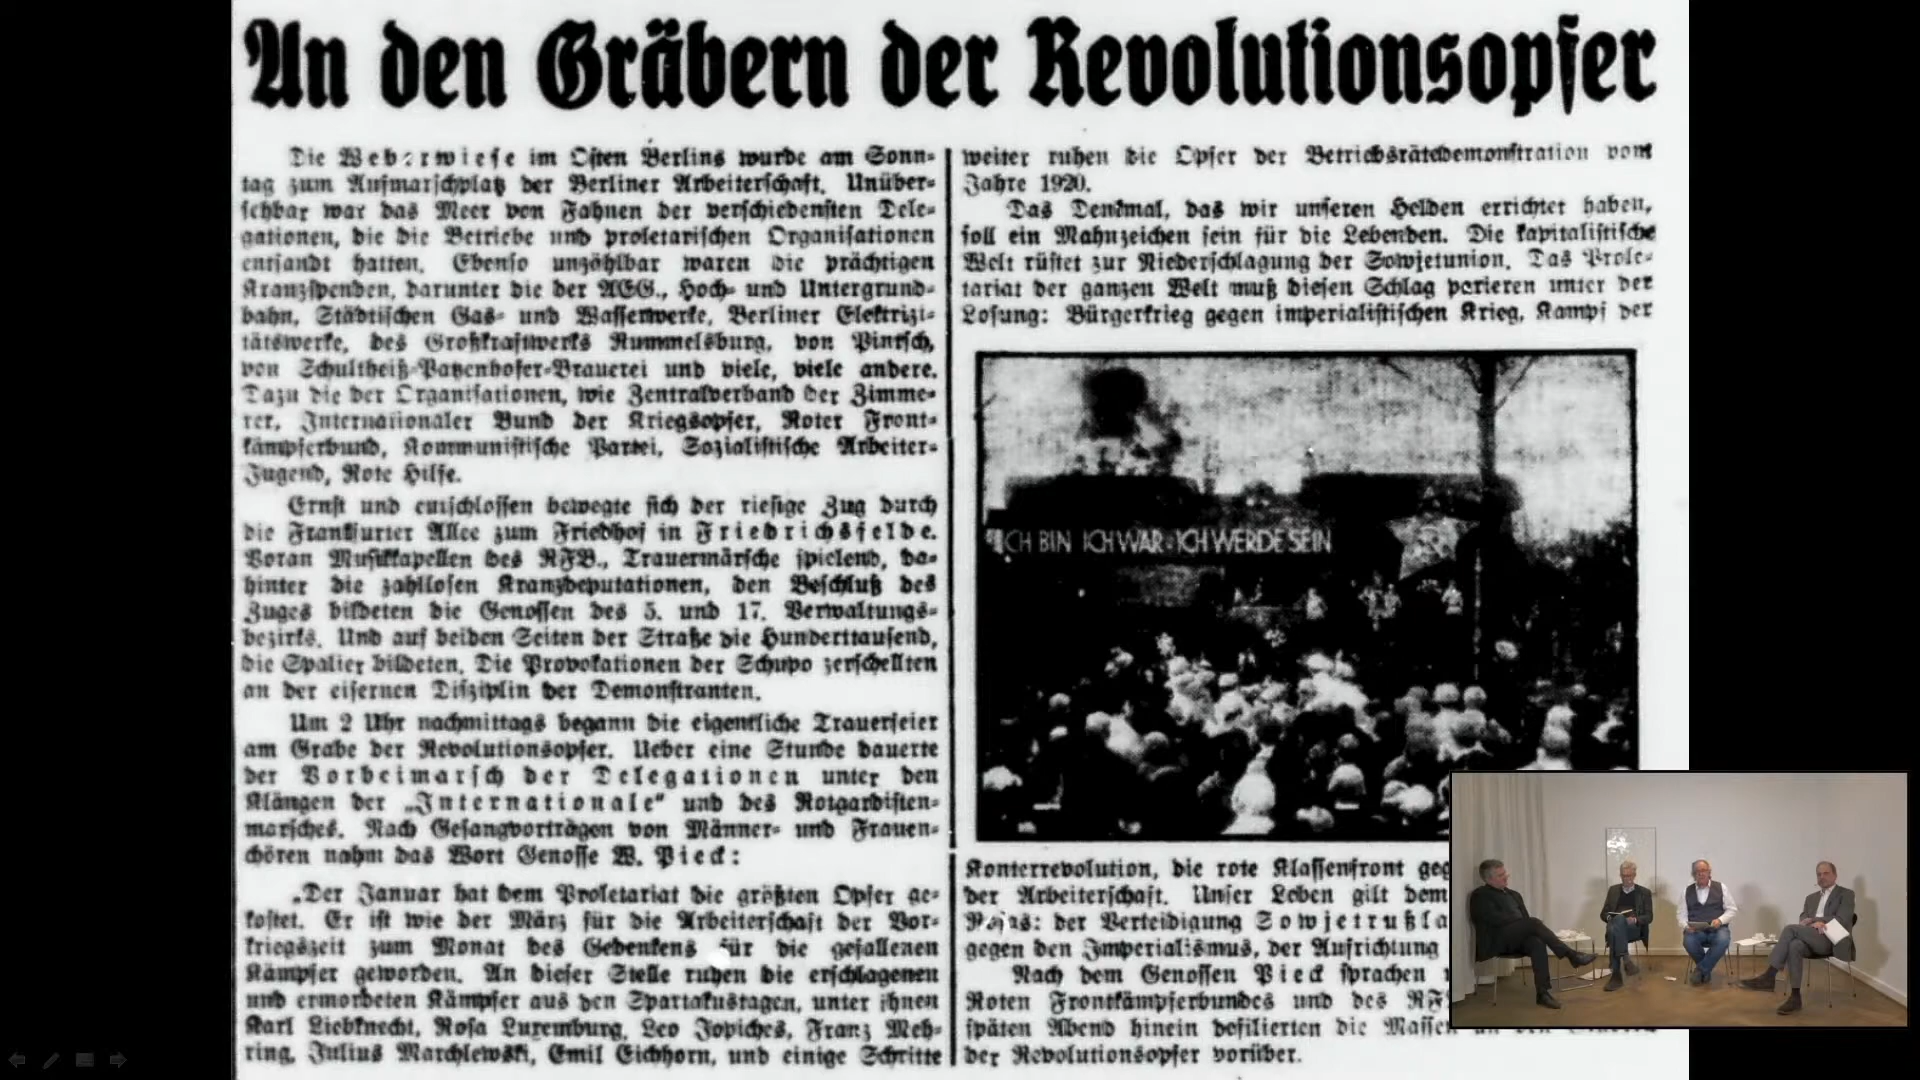 An den Gräbern der Revolutionsopfer
Die Weberwiese im Osten Berlins wurde am Sonn-
tag zum Aufmarschplatz der Berliner Arbeiterschaft. Unüber-
sehbar war das Meer von Fahnen der verschiedensten Dele-
gationen, die die Betriebe und proletarischen Organisationen
entsandt hatten. Ebenso unzählbar waren die prächtigen
Kranzspenden, darunter die der AEG., Hoch- und Untergrund-
bahn, Städtischen Gas- und Wasserwerke, Berliner Elektrizi-
tätswerke, des Großkraftwerks Rummelsburg, von Pintsch,
von Schultheiß-Patzenhofer-Brauerei und viele, viele andere.
Dazu die der Organisationen, wie Zentralverband der Zimme-
rer, Internationaler Bund der Kriegsopfer, Roter Front-
kämpferbund, Kommunistische Partei, Sozialistische Arbeiter-
Jugend, Rote Hilfe.
Ernst und entschlossen bewegte sich der riesige Zug durch
die Frankfurter Allee zum Friedhof in Friedrichsfelde.
Voran Musikkapellen des RFB., Trauermärsche spielend, da-
hinter die zahllosen Kranzdeputationen, den Beschluß des
Zuges bildeten die Genossen des 5. und 17. Verwaltungs-
bezirks. Und auf beiden Seiten der Straße die Hunderttausend,
die Spalier bildeten. Die Provokationen der Schupo zerschellten
an der eisernen Disziplin der Demonstranten.
Um 2 Uhr nachmittags begann die eigentliche Trauerfeier
am Grabe der Revolutionsopfer. Ueber eine Stunde dauerte
der Vorbeimarsch der Delegationen unter den
Klängen der „Internationale“ und des Rotgardisten-
marsches. Nach Gesangvorträgen von Männer- und Frauen-
chören nahm das Wort Genosse W. Pieck:
„Der Januar hat dem Proletariat die größten Opfer ge-
kostet. Er ist wie der März für die Arbeiterschaft der Vor-
kriegszeit zum Monat des Gedenkens für die gefallenen
Kämpfer geworden. An dieser Stelle ruhen die erschlagenen
und ermordeten Kämpfer aus den Spartakustagen, unter ihnen
Karl Liebknecht, Rosa Luxemburg, Leo Jogiches, Franz Meh-
ring, Julius Marchlewski, Emil Eichhorn, und einige Schritte
weiter ruhen die Opfer der Betriebsrätedemonstration vom
Jahre 1920.
Das Denkmal, das wir unseren Helden errichtet haben,
soll ein Mahnzeichen sein für die Lebenden. Die kapitalistische
Welt rüstet zur Niederschlagung der Sowjetunion. Das Prole-
tariat der ganzen Welt muß diesen Schlag parieren unter der
Losung: Bürgerkrieg gegen imperialistischen Krieg, Kampf der
ICH BIN ICH WAR · ICH WERDE SEIN
Konterrevolution, die rote Klassenfront geg
der Arbeiterschaft. Unser Leben gilt dem
der Verteidigung Sowjetrußla
gegen den Imperialismus, der Aufrichtung
Nach dem Genossen Pieck sprachen
Roten Frontkämpferbundes und des RF
späten Abend hinein defilierten die Massen an den
der Revolutionsopfer vorüber.